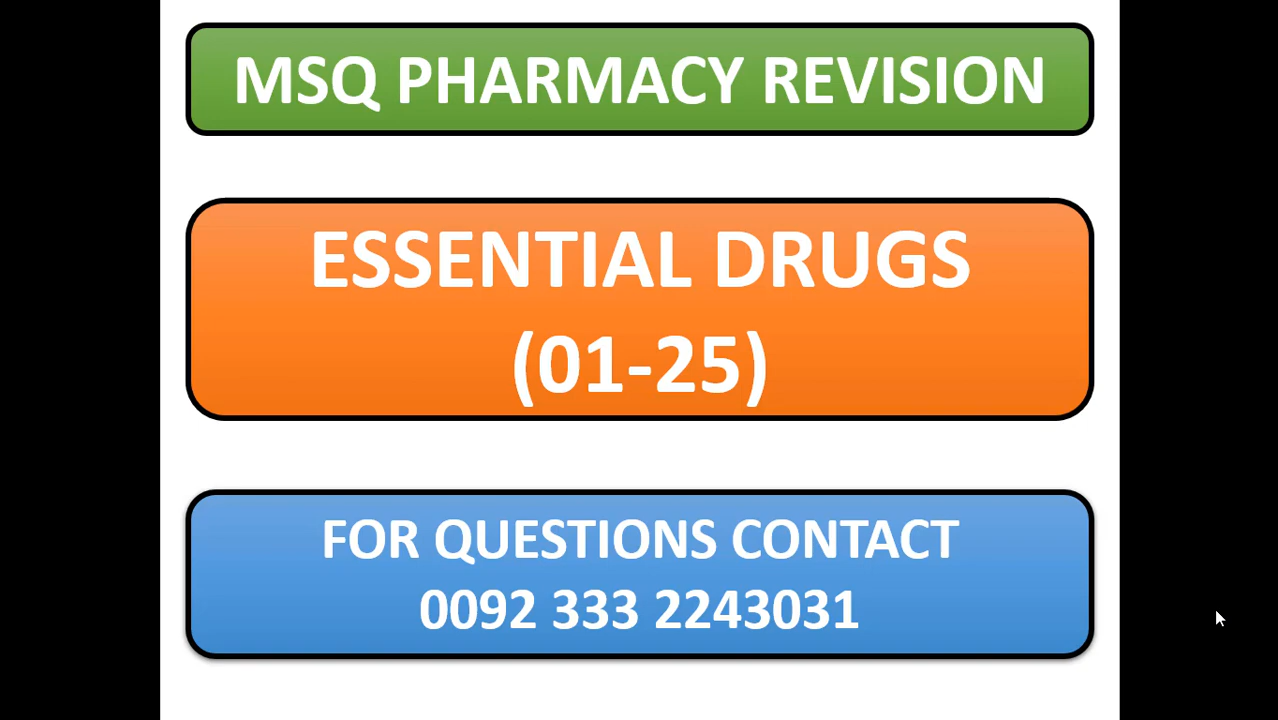 MSQ PHARMACY REVISION
ESSENTIAL DRUGS
(01-25)
FOR QUESTIONS CONTACT
0092 333 2243031